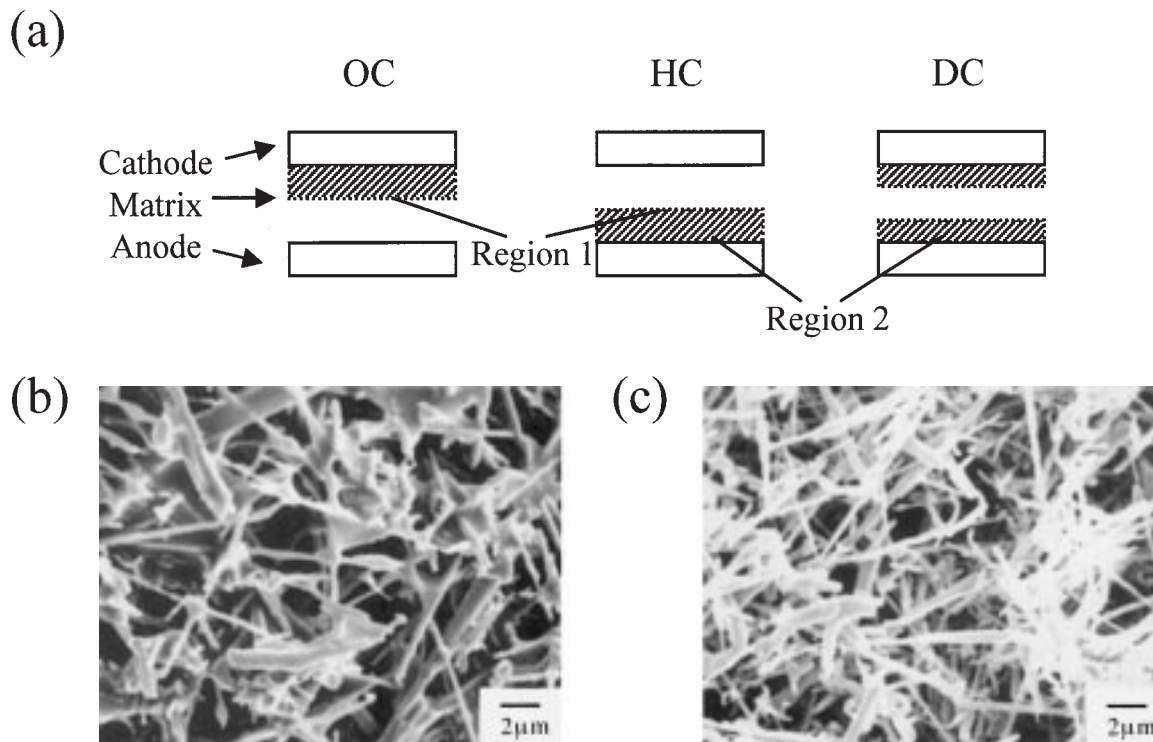 (a)
OC HC DC
Cathode
Matrix
Anode
Region 1
Region 2
(b) (c)
2μm 2μm